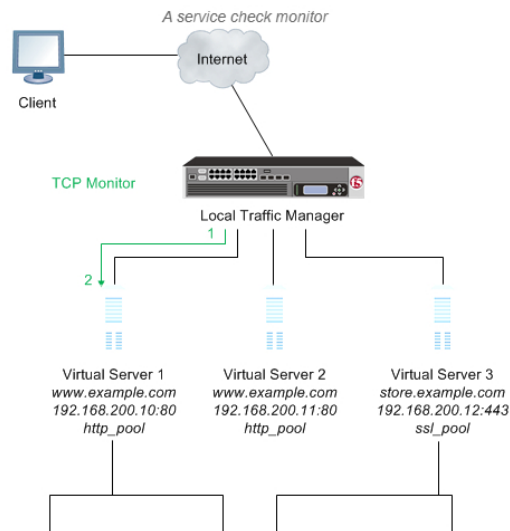 A service check monitor
Internet
Client
TCP Monitor
f5
Local Traffic Manager
1
2
Virtual Server 1
www.example.com
192.168.200.10:80
http_pool
Virtual Server 2
www.example.com
192.168.200.11:80
http_pool
Virtual Server 3
store.example.com
192.168.200.12:443
ssl_pool